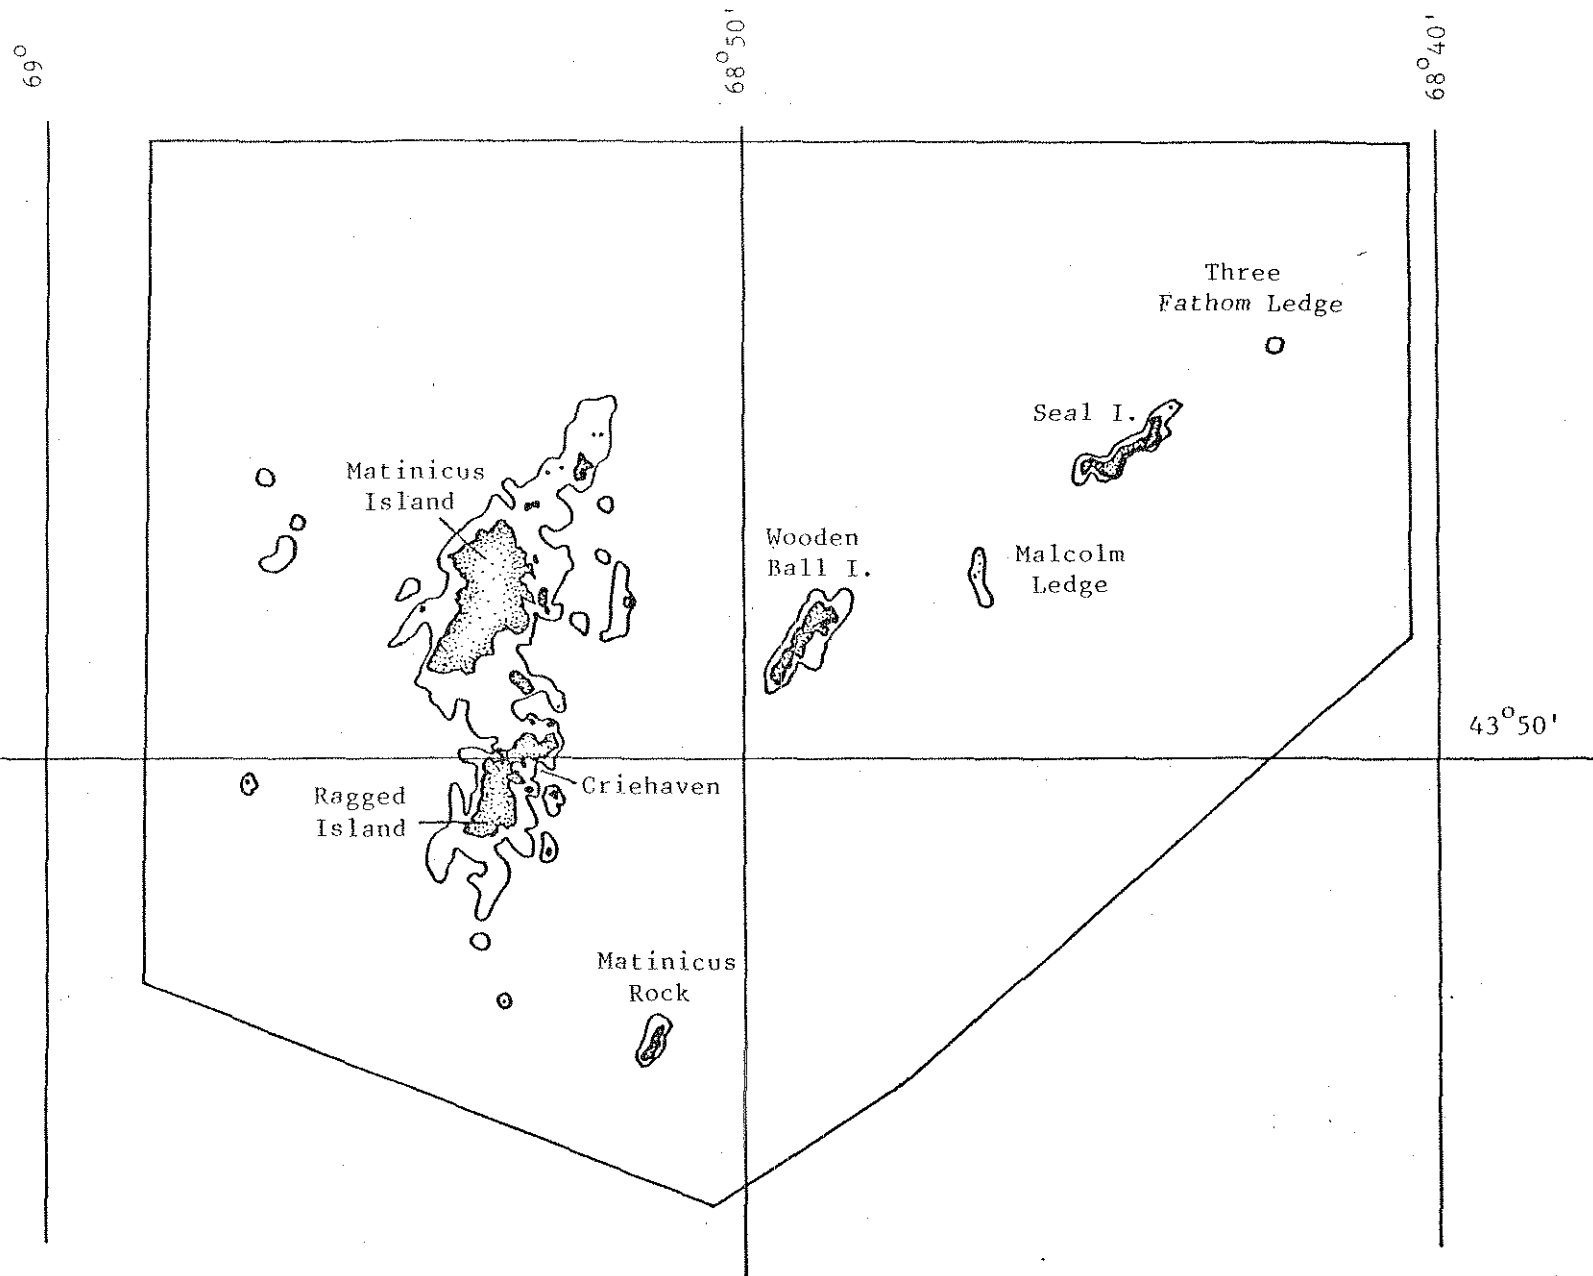 69°
68°50'
68°40'
Three
Fathom Ledge
Seal I.
Matinicus
Island
Wooden
Ball I.
Malcolm
Ledge
43°50'
Ragged
Island
Criehaven
Matinicus
Rock